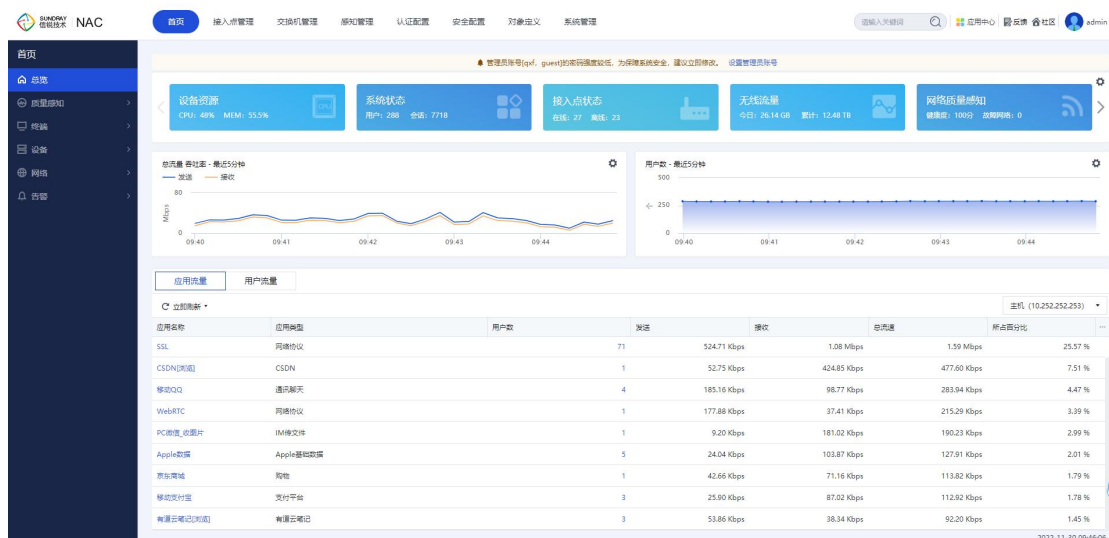 SUNDRAY 信锐技术 NAC 首页 接入点管理 交换机管理 感知管理 认证配置 安全配置 对象定义 系统管理 请输入关键词 应用中心 反馈 社区 admin
首页
总览
质量感知
终端
设备
网络
告警
管理员账号[qxf、guest]的密码强度较低，为保障系统安全，建议立即修改。 设置管理员账号
设备资源
CPU: 48% MEM: 55.5%
CPU
系统状态
用户: 288 会话: 7718
接入点状态
在线: 27 离线: 23
无线流量
今日: 26.14 GB 累计: 12.48 TB
网络质量感知
健康度: 100分 故障网络: 0
总流量 吞吐率 - 最近5分钟
发送 接收
80
Mbps
0
09:40 09:41 09:42 09:43 09:44
用户数 - 最近5分钟
500
250
0
09:40 09:41 09:42 09:43 09:44
应用流量 用户流量
立即刷新 主机 (10.252.252.253)
应用名称 应用类型 用户数 发送 接收 总流速 所占百分比 ...
SSL 网络协议 71 524.71 Kbps 1.08 Mbps 1.59 Mbps 25.57 %
CSDN[浏览] CSDN 1 52.75 Kbps 424.85 Kbps 477.60 Kbps 7.51 %
移动QQ 通讯聊天 4 185.16 Kbps 98.77 Kbps 283.94 Kbps 4.47 %
WebRTC 网络协议 1 177.88 Kbps 37.41 Kbps 215.29 Kbps 3.39 %
PC微信_收图片 IM传文件 1 9.20 Kbps 181.02 Kbps 190.23 Kbps 2.99 %
Apple数据 Apple基础数据 5 24.04 Kbps 103.87 Kbps 127.91 Kbps 2.01 %
京东商城 购物 1 42.66 Kbps 71.16 Kbps 113.82 Kbps 1.79 %
移动支付宝 支付平台 3 25.90 Kbps 87.02 Kbps 112.92 Kbps 1.78 %
有道云笔记[浏览] 有道云笔记 3 53.86 Kbps 38.34 Kbps 92.20 Kbps 1.45 %
2022-11-30 09:46:06